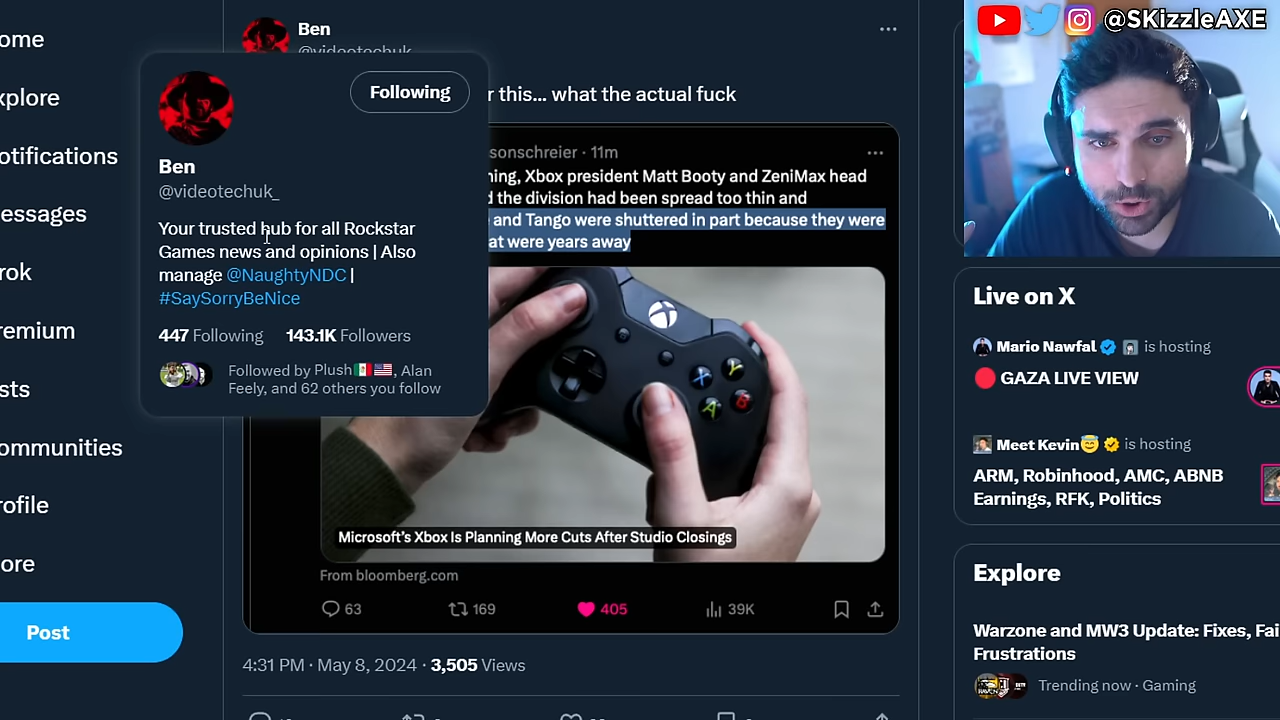 @SKizzleAXE
ome
xplore
otifications
essages
rok
remium
sts
ommunities
rofile
ore
Post
Ben
@videotechuk
r this... what the actual fuck
Following
Ben
@videotechuk_
Your trusted hub for all Rockstar
Games news and opinions | Also
manage @NaughtyNDC |
#SaySorryBeNice
447 Following 143.1K Followers
Followed by Plush🇲🇽🇺🇸, Alan
Feely, and 62 others you follow
sonschreier · 11m
ning, Xbox president Matt Booty and ZeniMax head
d the division had been spread too thin and
and Tango were shuttered in part because they were
at were years away
X Y A B
Microsoft's Xbox Is Planning More Cuts After Studio Closings
From bloomberg.com
63 169 405 39K
4:31 PM · May 8, 2024 · 3,505 Views
Live on X
Mario Nawfal is hosting
GAZA LIVE VIEW
Meet Kevin😇 is hosting
ARM, Robinhood, AMC, ABNB
Earnings, RFK, Politics
Explore
Warzone and MW3 Update: Fixes, Fai
Frustrations
Trending now · Gaming